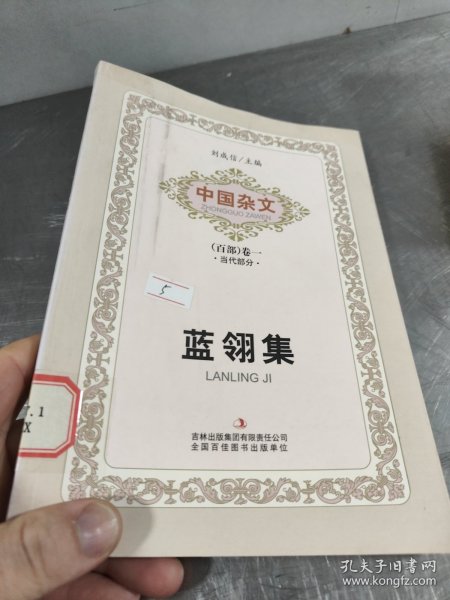 刘成信/主编
中国杂文
ZHONGGUO ZAWEN
(百部)卷一
·当代部分·
5
蓝翎集
LANLING JI
吉林出版集团有限责任公司
全国百佳图书出版单位
.1
X
孔夫子旧书网
www.kongfz.com